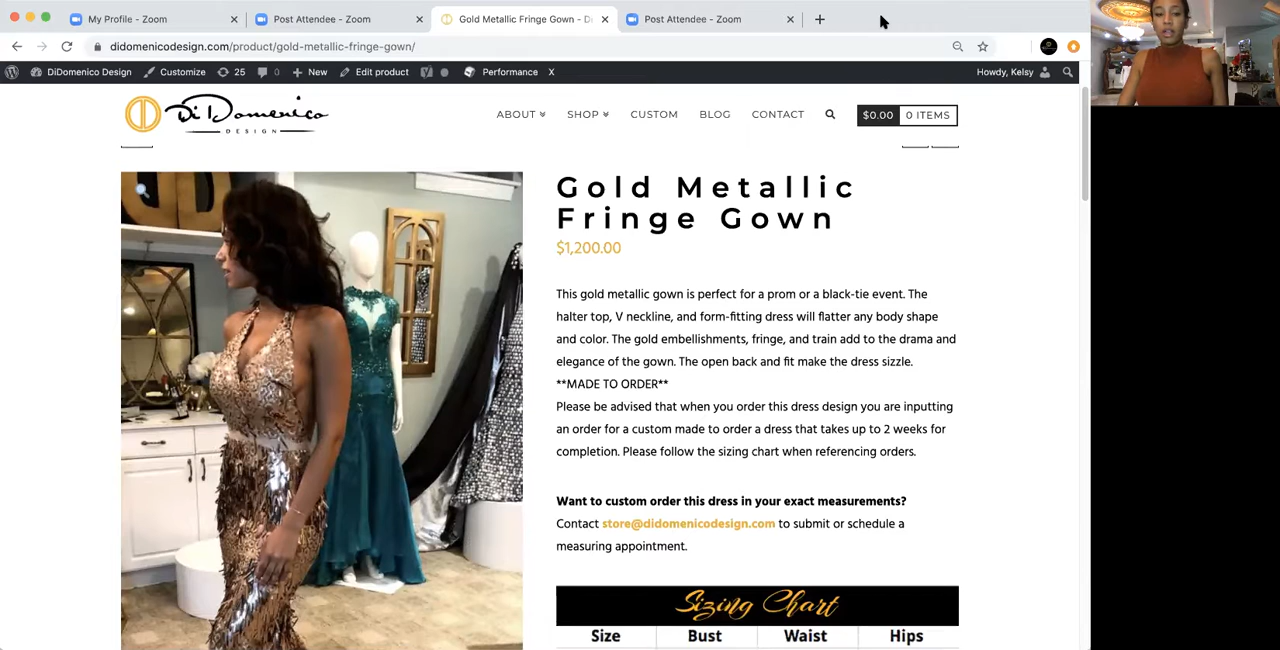 My Profile - Zoom
Post Attendee - Zoom
Gold Metallic Fringe Gown - Di
Post Attendee - Zoom
didomenicodesign.com/product/gold-metallic-fringe-gown/
DiDomenico Design
Customize
25
0
New
Edit product
Performance
X
Howdy, Kelsy
DiDomenico
DESIGN
ABOUT
SHOP
CUSTOM
BLOG
CONTACT
$0.00
0 ITEMS
Gold Metallic
Fringe Gown
$1,200.00
This gold metallic gown is perfect for a prom or a black-tie event. The
halter top, V neckline, and form-fitting dress will flatter any body shape
and color. The gold embellishments, fringe, and train add to the drama and
elegance of the gown. The open back and fit make the dress sizzle.
**MADE TO ORDER**
Please be advised that when you order this dress design you are inputting
an order for a custom made to order a dress that takes up to 2 weeks for
completion. Please follow the sizing chart when referencing orders.
Want to custom order this dress in your exact measurements?
Contact store@didomenicodesign.com to submit or schedule a
measuring appointment.
Sizing Chart
Size Bust Waist Hips